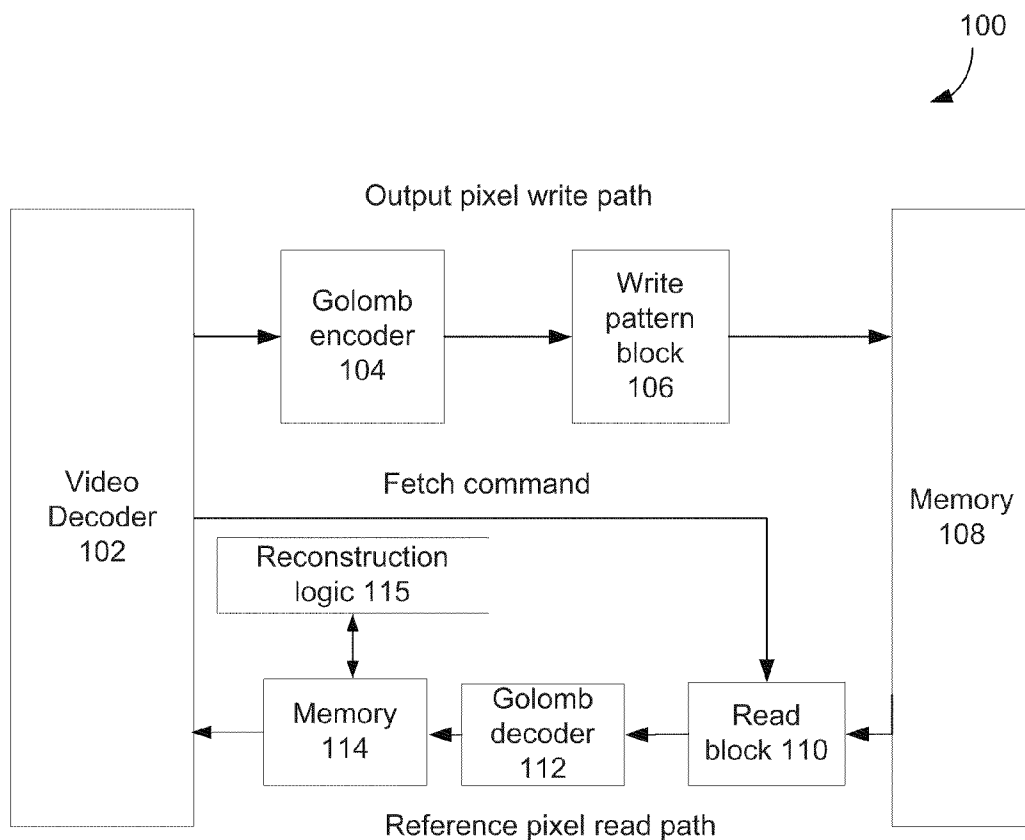 100
Output pixel write path
Golomb
encoder
104
Write
pattern
block
106
Video
Decoder
102
Fetch command
Memory
108
Reconstruction
logic 115
Memory
114
Golomb
decoder
112
Read
block 110
Reference pixel read path